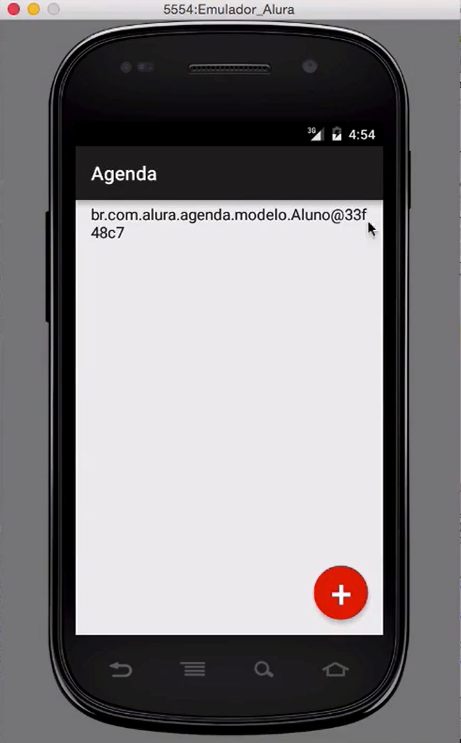 5554:Emulador_Alura
3G 4:54
Agenda
br.com.alura.agenda.modelo.Aluno@33f
48c7
+